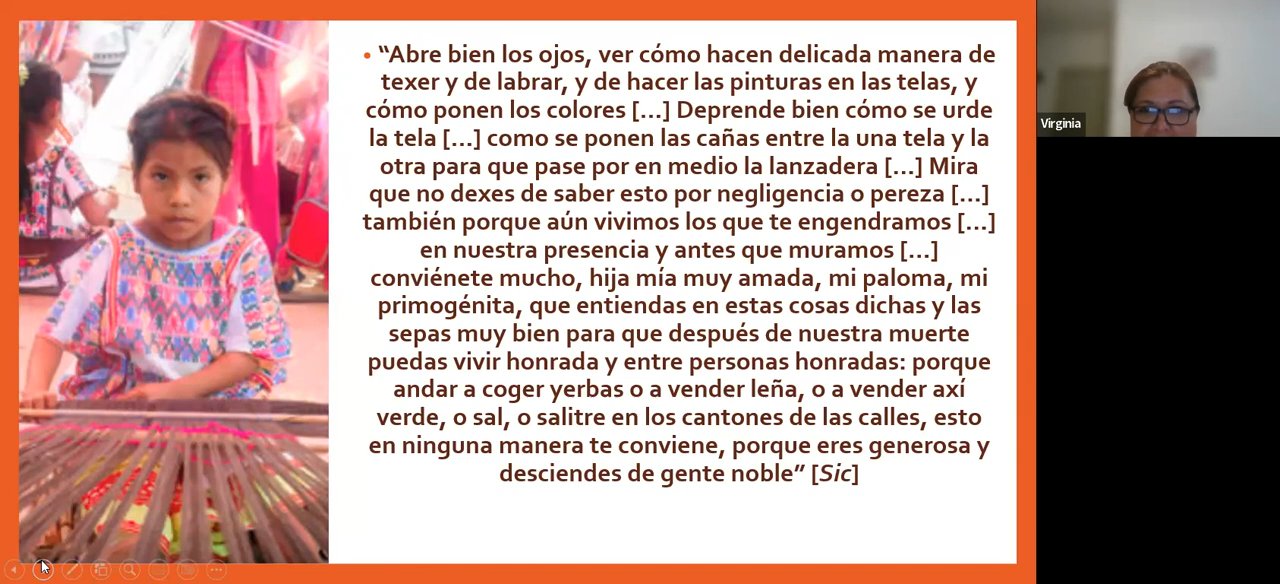 • “Abre bien los ojos, ver cómo hacen delicada manera de
texer y de labrar, y de hacer las pinturas en las telas, y
cómo ponen los colores [...] Deprende bien cómo se urde
la tela [...] como se ponen las cañas entre la una tela y la
otra para que pase por en medio la lanzadera [...] Mira
que no dexes de saber esto por negligencia o pereza [...]
también porque aún vivimos los que te engendramos [...]
en nuestra presencia y antes que muramos [...]
conviénete mucho, hija mía muy amada, mi paloma, mi
primogénita, que entiendas en estas cosas dichas y las
sepas muy bien para que después de nuestra muerte
puedas vivir honrada y entre personas honradas: porque
andar a coger yerbas o a vender leña, o a vender axí
verde, o sal, o salitre en los cantones de las calles, esto
en ninguna manera te conviene, porque eres generosa y
desciendes de gente noble” [Sic]
Virginia